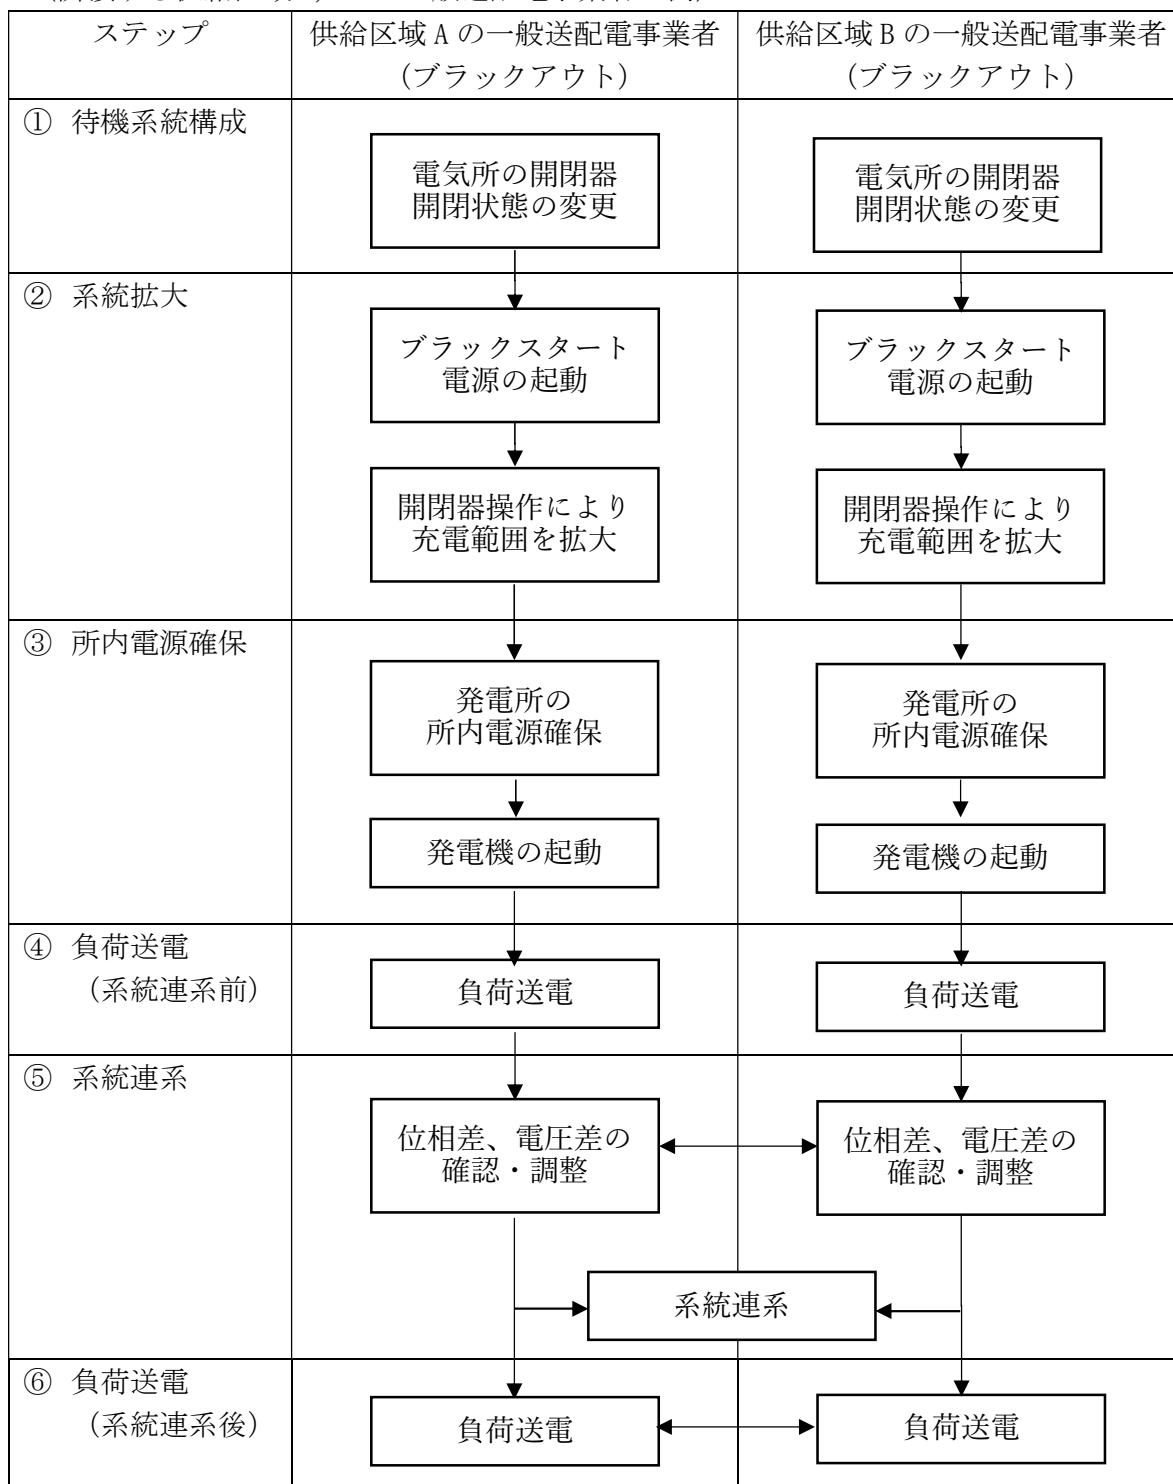 ステップ
供給区域 A の一般送配電事業者
(ブラックアウト)
供給区域 B の一般送配電事業者
(ブラックアウト)
① 待機系統構成
電気所の開閉器
開閉状態の変更
電気所の開閉器
開閉状態の変更
② 系統拡大
ブラックスタート
電源の起動
ブラックスタート
電源の起動
開閉器操作により
充電範囲を拡大
開閉器操作により
充電範囲を拡大
③ 所内電源確保
発電所の
所内電源確保
発電所の
所内電源確保
発電機の起動
発電機の起動
④ 負荷送電
(系統連系前)
負荷送電
負荷送電
⑤ 系統連系
位相差、電圧差の
確認・調整
位相差、電圧差の
確認・調整
系統連系
⑥ 負荷送電
(系統連系後)
負荷送電
負荷送電